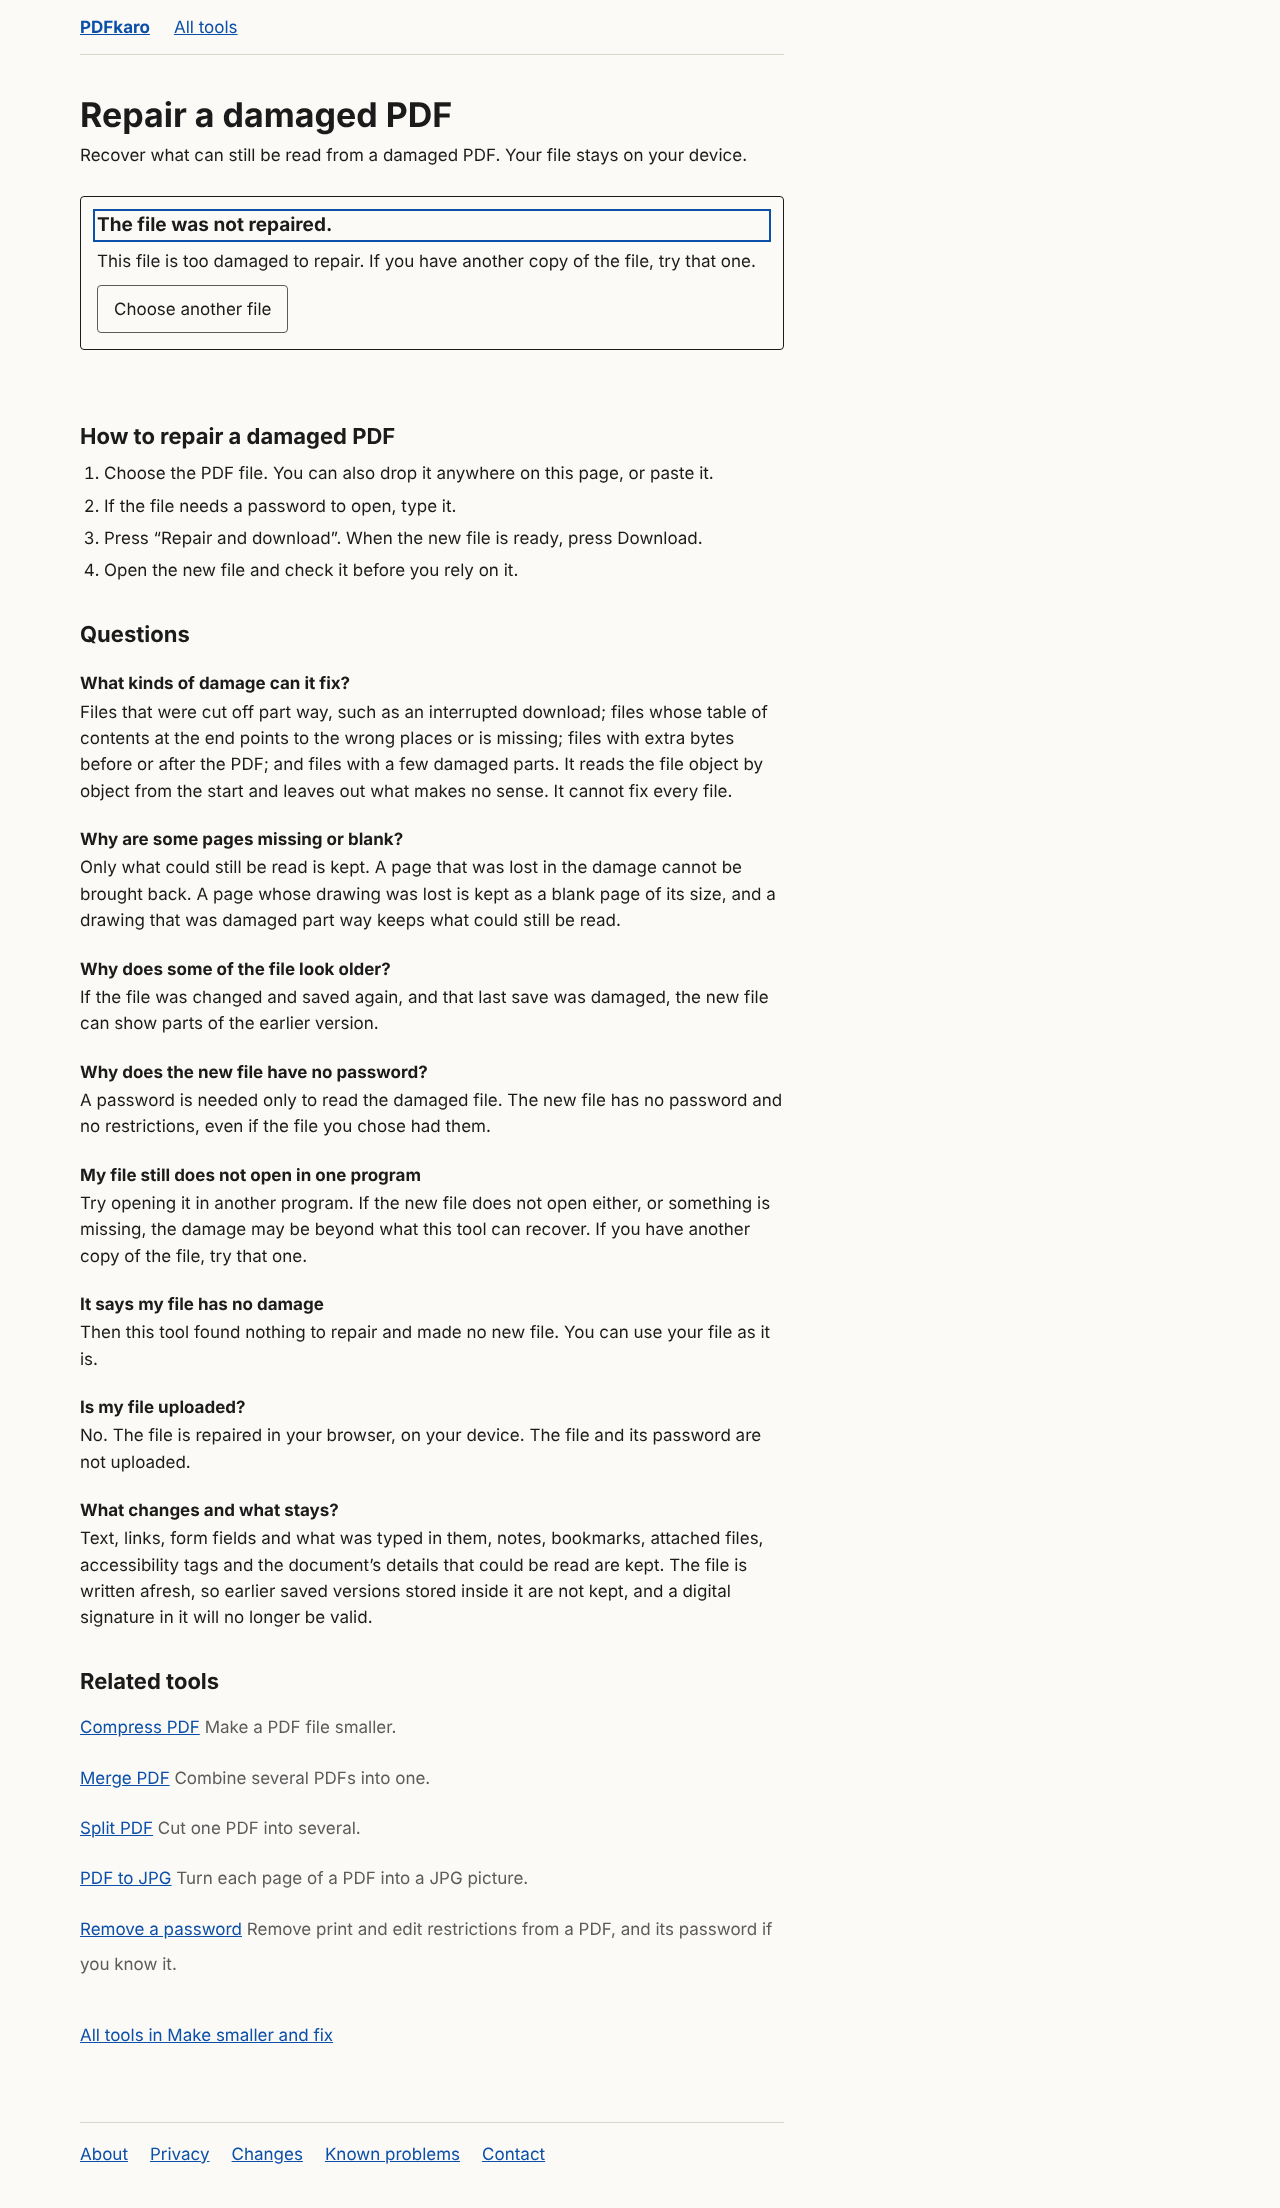 PDFkaro All tools
Repair a damaged PDF
Recover what can still be read from a damaged PDF. Your file stays on your device.
The file was not repaired.
This file is too damaged to repair. If you have another copy of the file, try that one.
Choose another file
How to repair a damaged PDF
1. Choose the PDF file. You can also drop it anywhere on this page, or paste it.
2. If the file needs a password to open, type it.
3. Press “Repair and download”. When the new file is ready, press Download.
4. Open the new file and check it before you rely on it.
Questions
What kinds of damage can it fix?
Files that were cut off part way, such as an interrupted download; files whose table of
contents at the end points to the wrong places or is missing; files with extra bytes
before or after the PDF; and files with a few damaged parts. It reads the file object by
object from the start and leaves out what makes no sense. It cannot fix every file.
Why are some pages missing or blank?
Only what could still be read is kept. A page that was lost in the damage cannot be
brought back. A page whose drawing was lost is kept as a blank page of its size, and a
drawing that was damaged part way keeps what could still be read.
Why does some of the file look older?
If the file was changed and saved again, and that last save was damaged, the new file
can show parts of the earlier version.
Why does the new file have no password?
A password is needed only to read the damaged file. The new file has no password and
no restrictions, even if the file you chose had them.
My file still does not open in one program
Try opening it in another program. If the new file does not open either, or something is
missing, the damage may be beyond what this tool can recover. If you have another
copy of the file, try that one.
It says my file has no damage
Then this tool found nothing to repair and made no new file. You can use your file as it
is.
Is my file uploaded?
No. The file is repaired in your browser, on your device. The file and its password are
not uploaded.
What changes and what stays?
Text, links, form fields and what was typed in them, notes, bookmarks, attached files,
accessibility tags and the document’s details that could be read are kept. The file is
written afresh, so earlier saved versions stored inside it are not kept, and a digital
signature in it will no longer be valid.
Related tools
Compress PDF Make a PDF file smaller.
Merge PDF Combine several PDFs into one.
Split PDF Cut one PDF into several.
PDF to JPG Turn each page of a PDF into a JPG picture.
Remove a password Remove print and edit restrictions from a PDF, and its password if
you know it.
All tools in Make smaller and fix
About Privacy Changes Known problems Contact